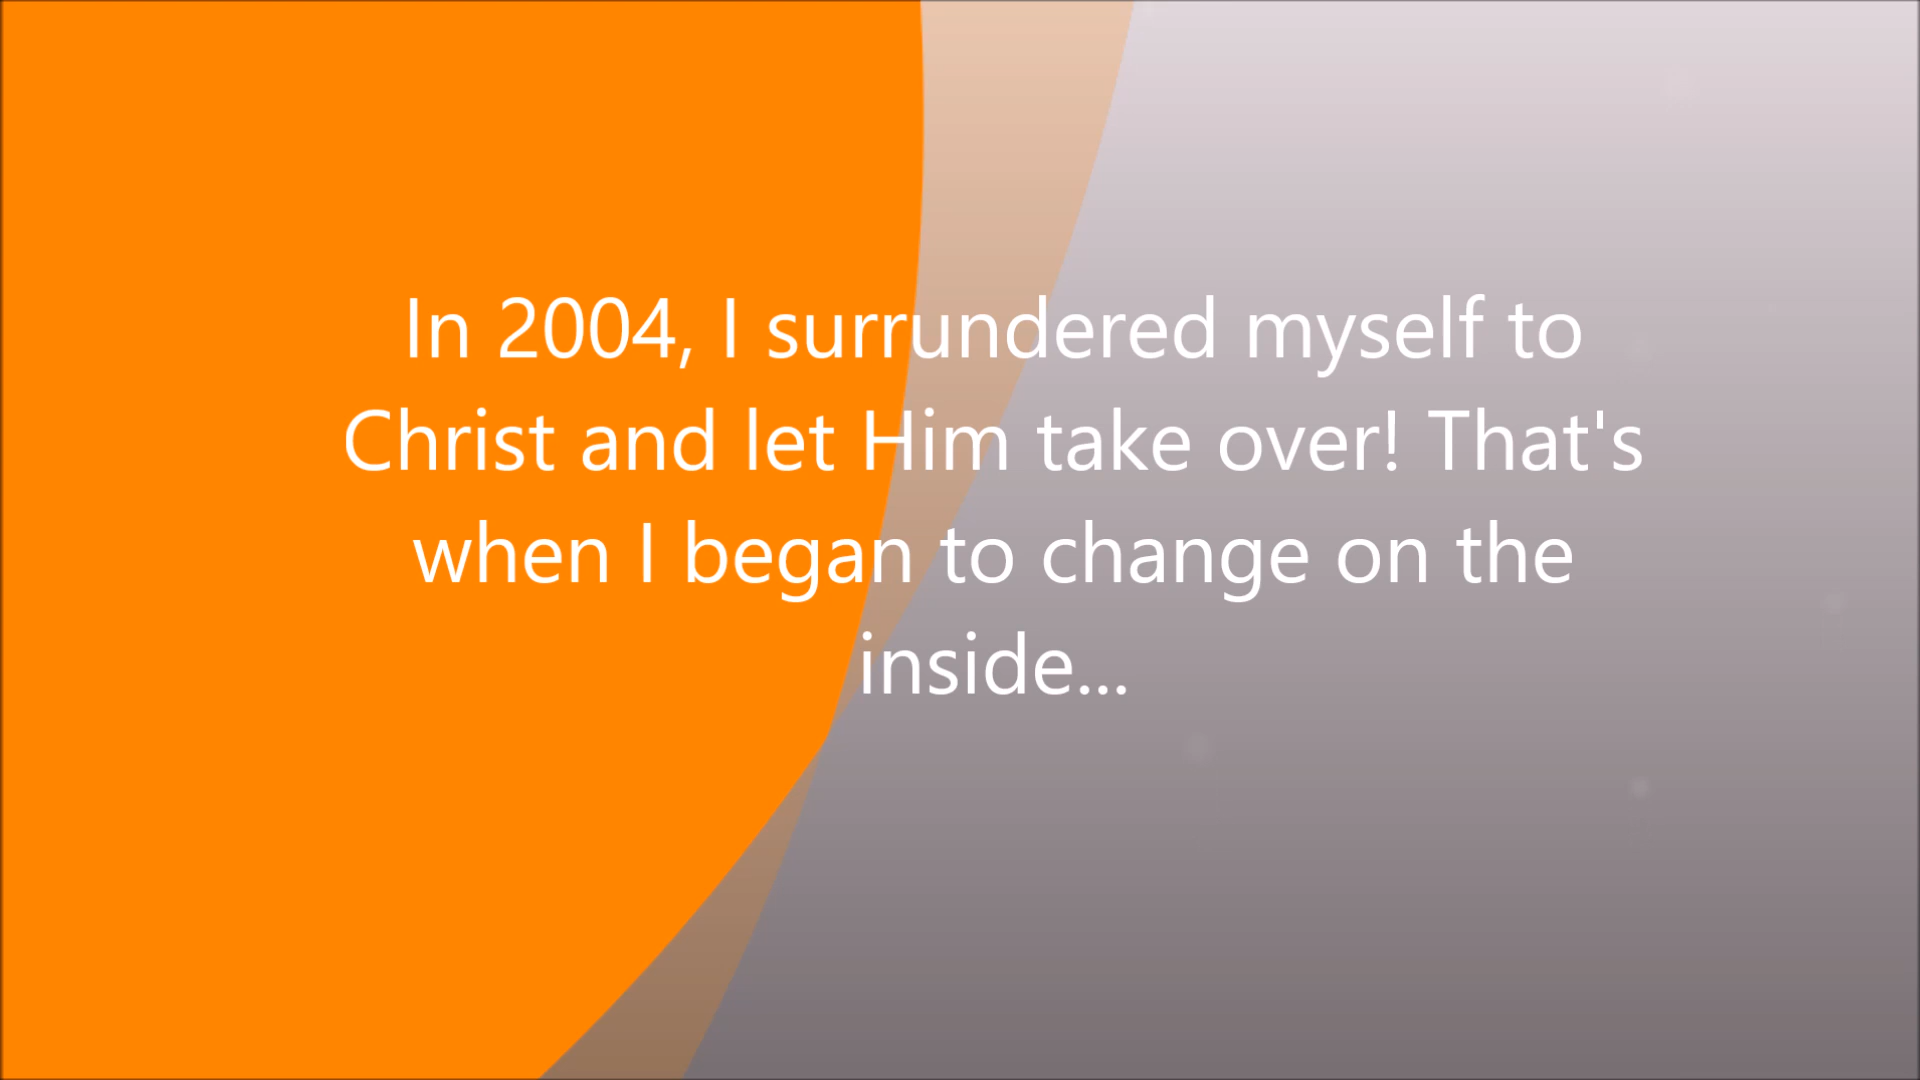 In 2004, I surrundered myself to
Christ and let Him take over! That's
when I began to change on the
inside...